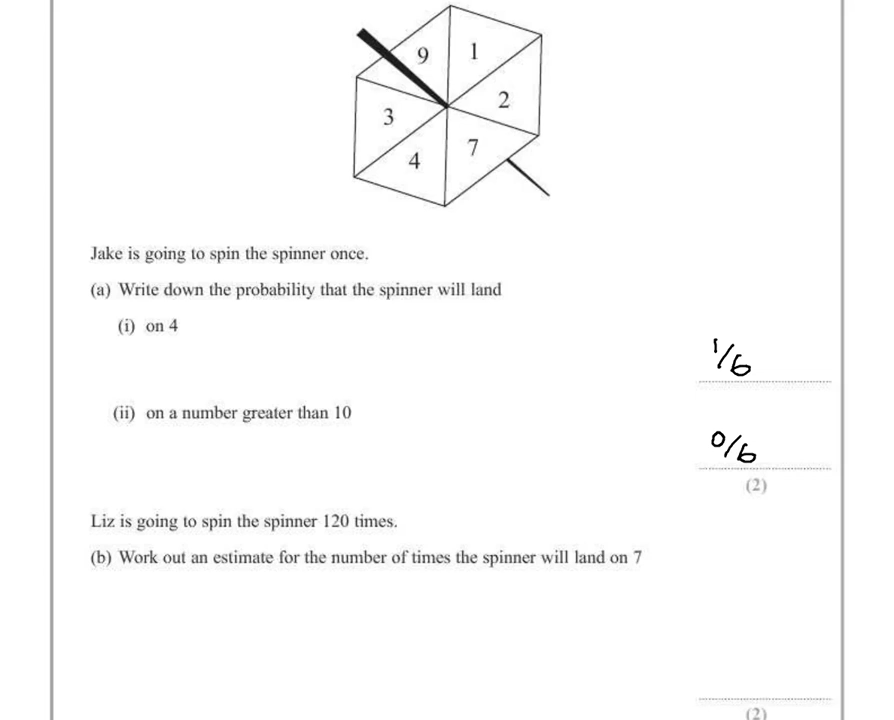 9 1
3 2
4 7
Jake is going to spin the spinner once.
(a) Write down the probability that the spinner will land
(i) on 4
1/6
(ii) on a number greater than 10
0/6
(2)
Liz is going to spin the spinner 120 times.
(b) Work out an estimate for the number of times the spinner will land on 7
(2)